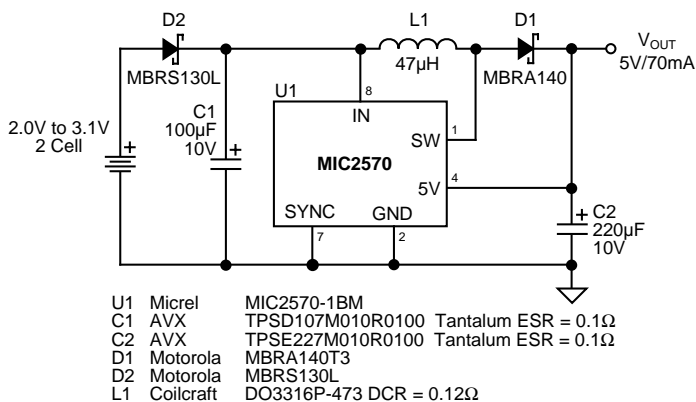 D2
MBRS130L
L1
47µH
D1
MBRA140
VOUT
5V/70mA
2.0V to 3.1V
2 Cell
+
C1
100µF
10V
+
U1
8
IN
SW
1
MIC2570
5V
4
SYNC
GND
7
2
+
C2
220µF
10V
U1 Micrel MIC2570-1BM
C1 AVX TPSD107M010R0100 Tantalum ESR = 0.1Ω
C2 AVX TPSE227M010R0100 Tantalum ESR = 0.1Ω
D1 Motorola MBRA140T3
D2 Motorola MBRS130L
L1 Coilcraft DO3316P-473 DCR = 0.12Ω